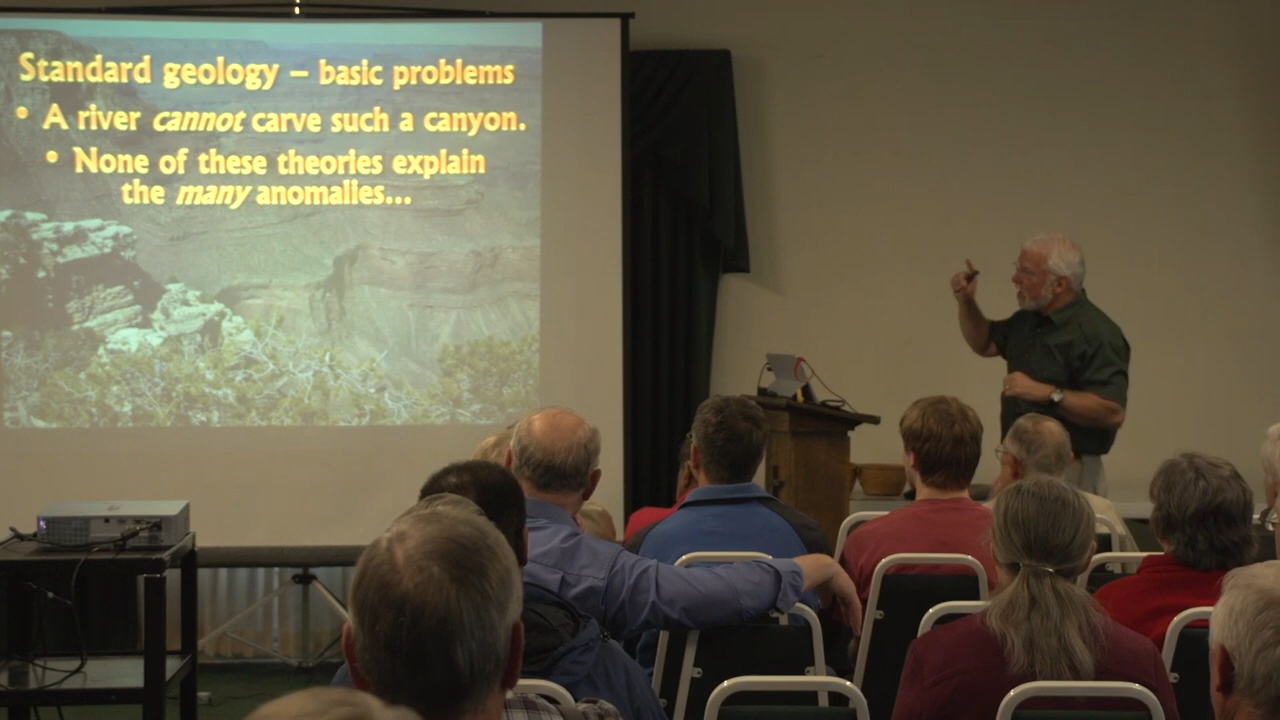 Standard geology – basic problems
• A river cannot carve such a canyon.
• None of these theories explain
the many anomalies...